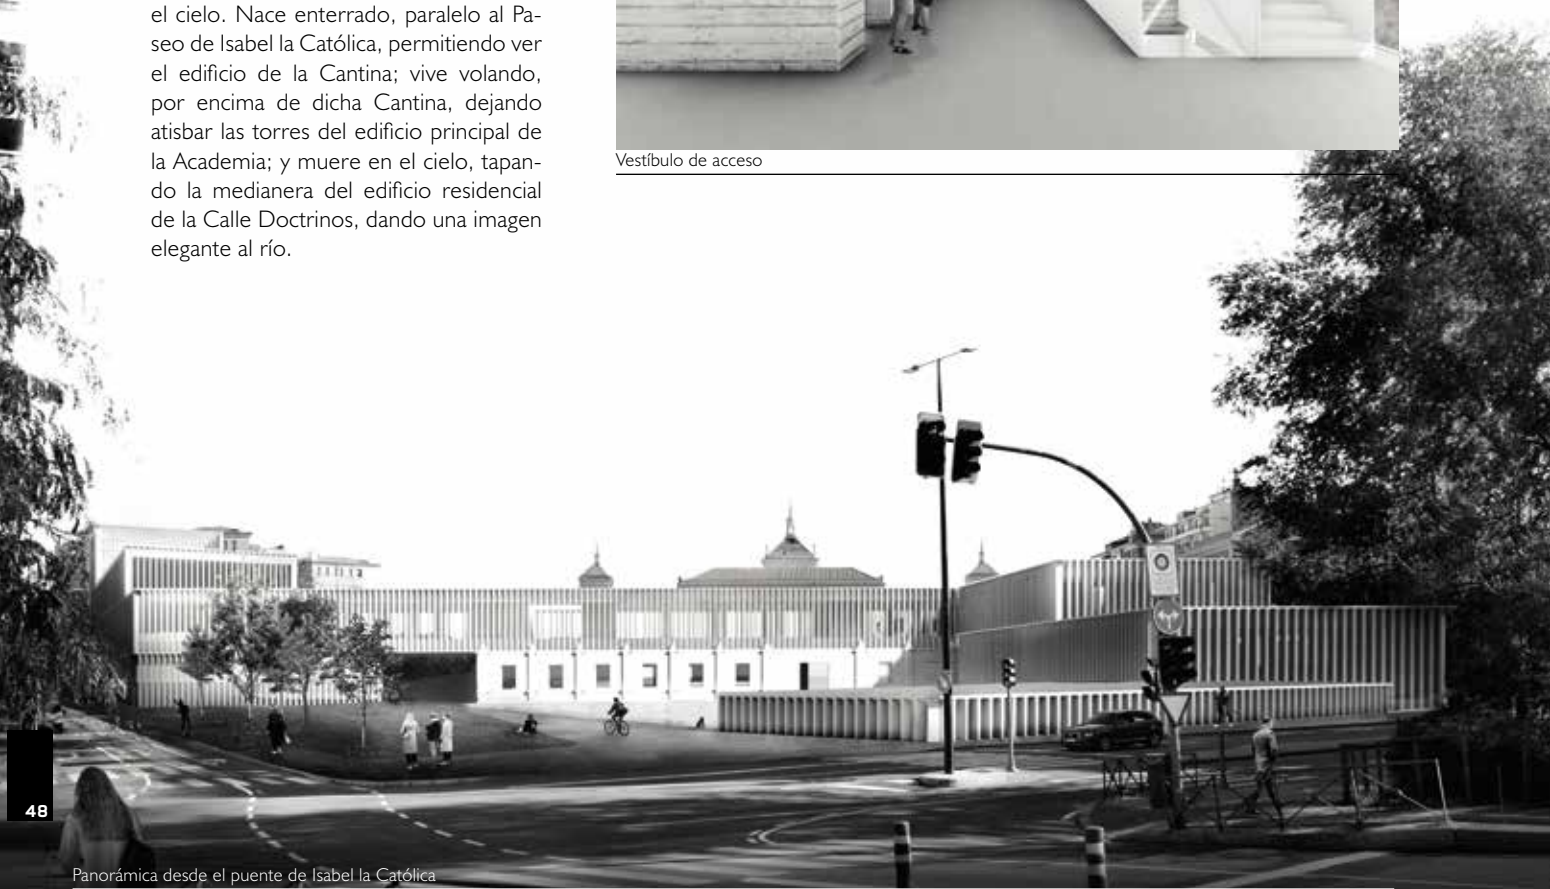 el cielo. Nace enterrado, paralelo al Pa-
seo de Isabel la Católica, permitiendo ver
el edificio de la Cantina; vive volando,
por encima de dicha Cantina, dejando
atisbar las torres del edificio principal de
la Academia; y muere en el cielo, tapan-
do la medianera del edificio residencial
de la Calle Doctrinos, dando una imagen
elegante al río.
Vestíbulo de acceso
48
Panorámica desde el puente de Isabel la Católica